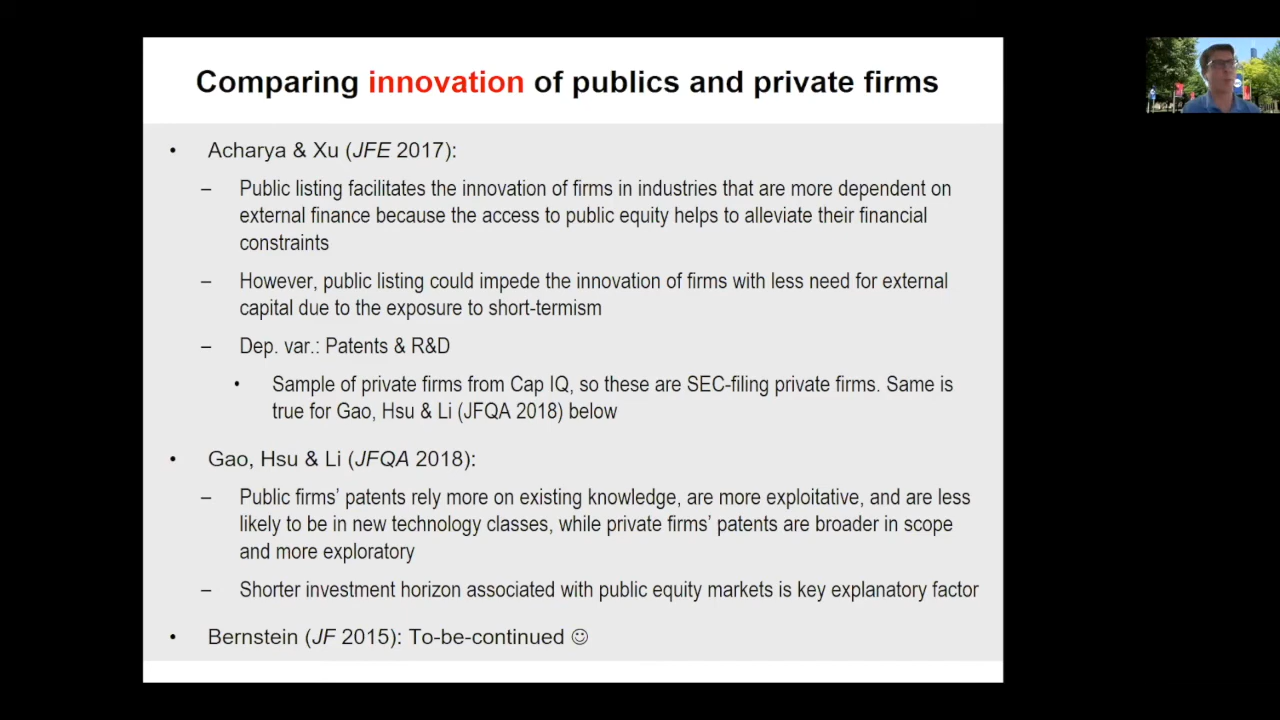 Comparing innovation of publics and private firms
• Acharya & Xu (JFE 2017):
– Public listing facilitates the innovation of firms in industries that are more dependent on
external finance because the access to public equity helps to alleviate their financial
constraints
– However, public listing could impede the innovation of firms with less need for external
capital due to the exposure to short-termism
– Dep. var.: Patents & R&D
• Sample of private firms from Cap IQ, so these are SEC-filing private firms. Same is
true for Gao, Hsu & Li (JFQA 2018) below
• Gao, Hsu & Li (JFQA 2018):
– Public firms’ patents rely more on existing knowledge, are more exploitative, and are less
likely to be in new technology classes, while private firms’ patents are broader in scope
and more exploratory
– Shorter investment horizon associated with public equity markets is key explanatory factor
• Bernstein (JF 2015): To-be-continued ☺